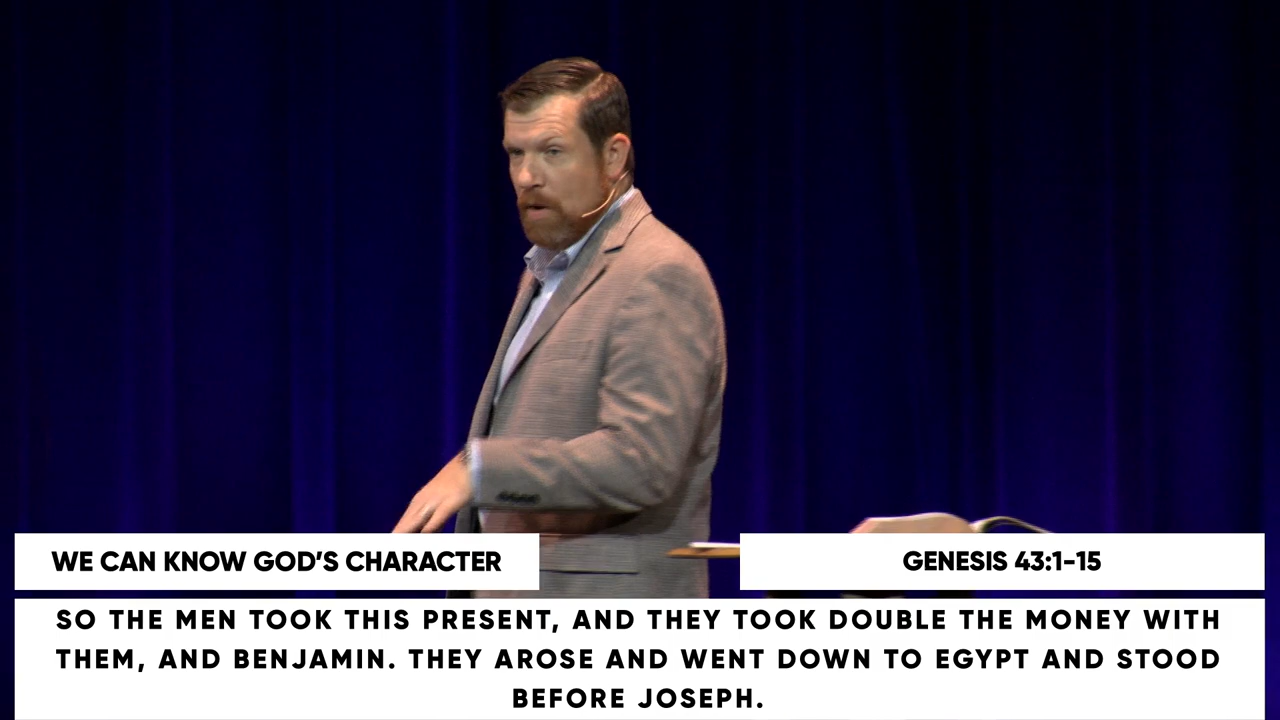 WE CAN KNOW GOD'S CHARACTER
GENESIS 43:1-15
SO THE MEN TOOK THIS PRESENT, AND THEY TOOK DOUBLE THE MONEY WITH
THEM, AND BENJAMIN. THEY AROSE AND WENT DOWN TO EGYPT AND STOOD
BEFORE JOSEPH.